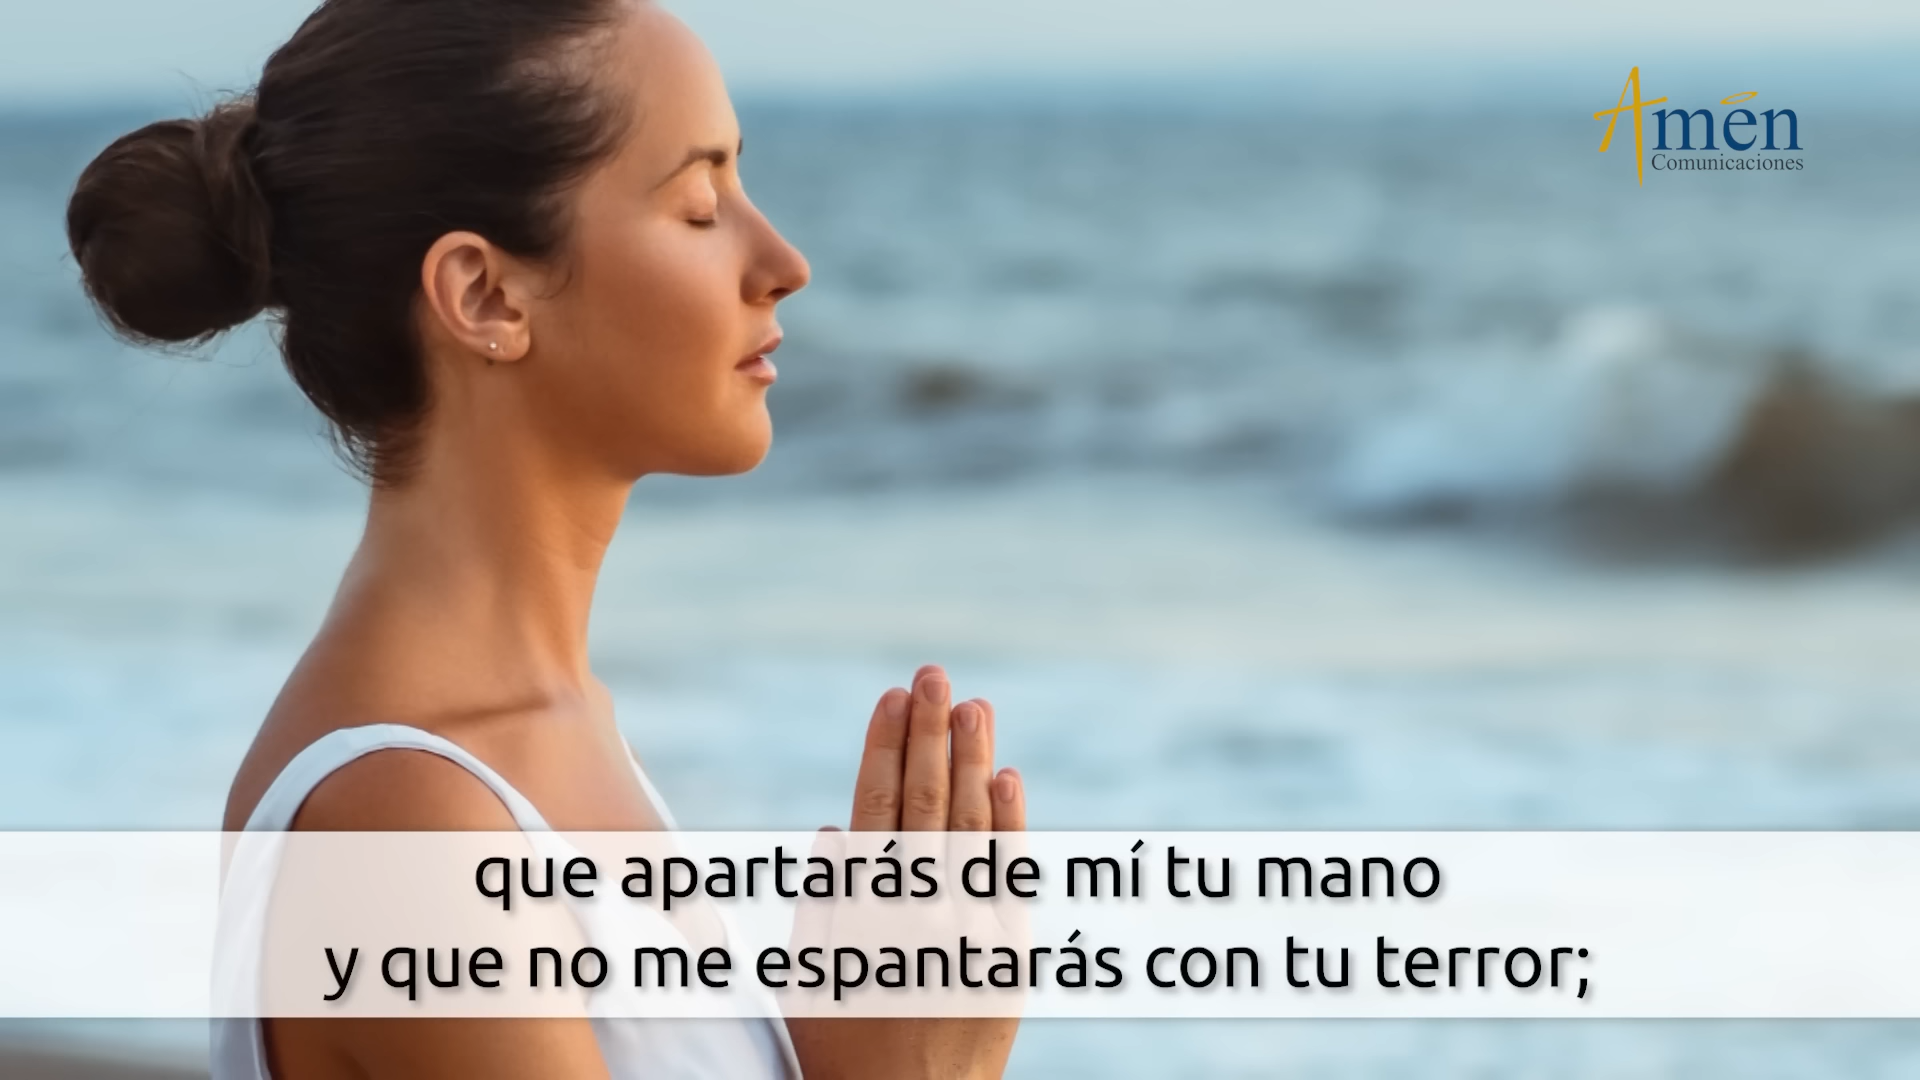 Amén
Comunicaciones
que apartarás de mí tu mano
y que no me espantarás con tu terror;